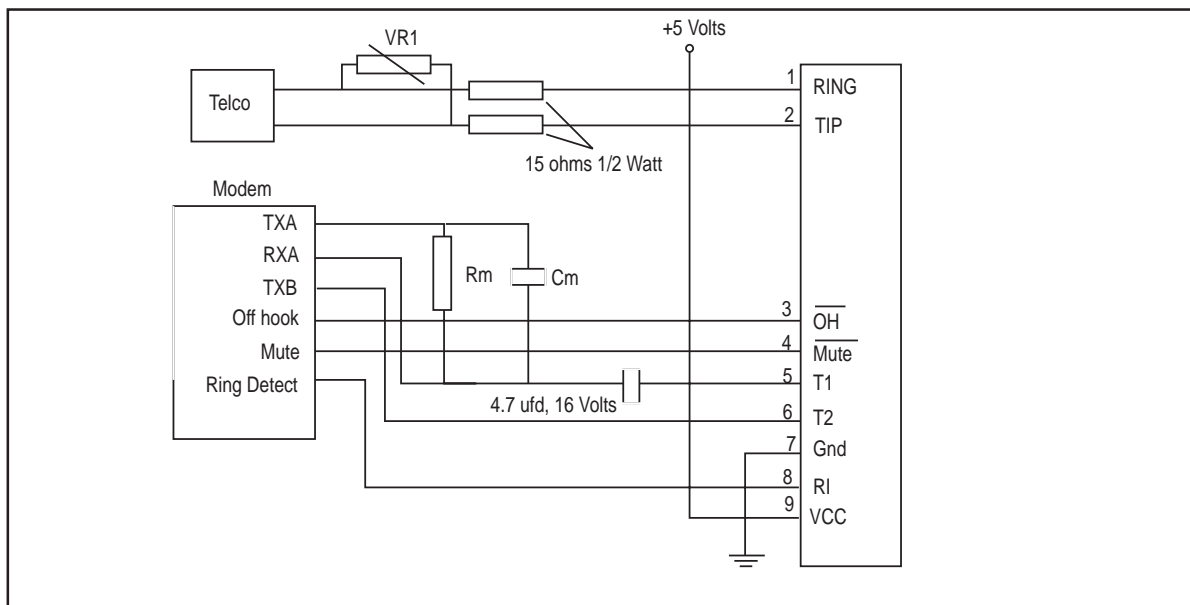 +5 Volts
VR1
Telco
15 ohms 1/2 Watt
1 RING
2 TIP
Modem
TXA
RXA
TXB
Off hook
Mute
Ring Detect
Rm
Cm
4.7 ufd, 16 Volts
3 O̅H̅
4 M̅u̅t̅e̅
5 T1
6 T2
7 Gnd
8 RI
9 VCC